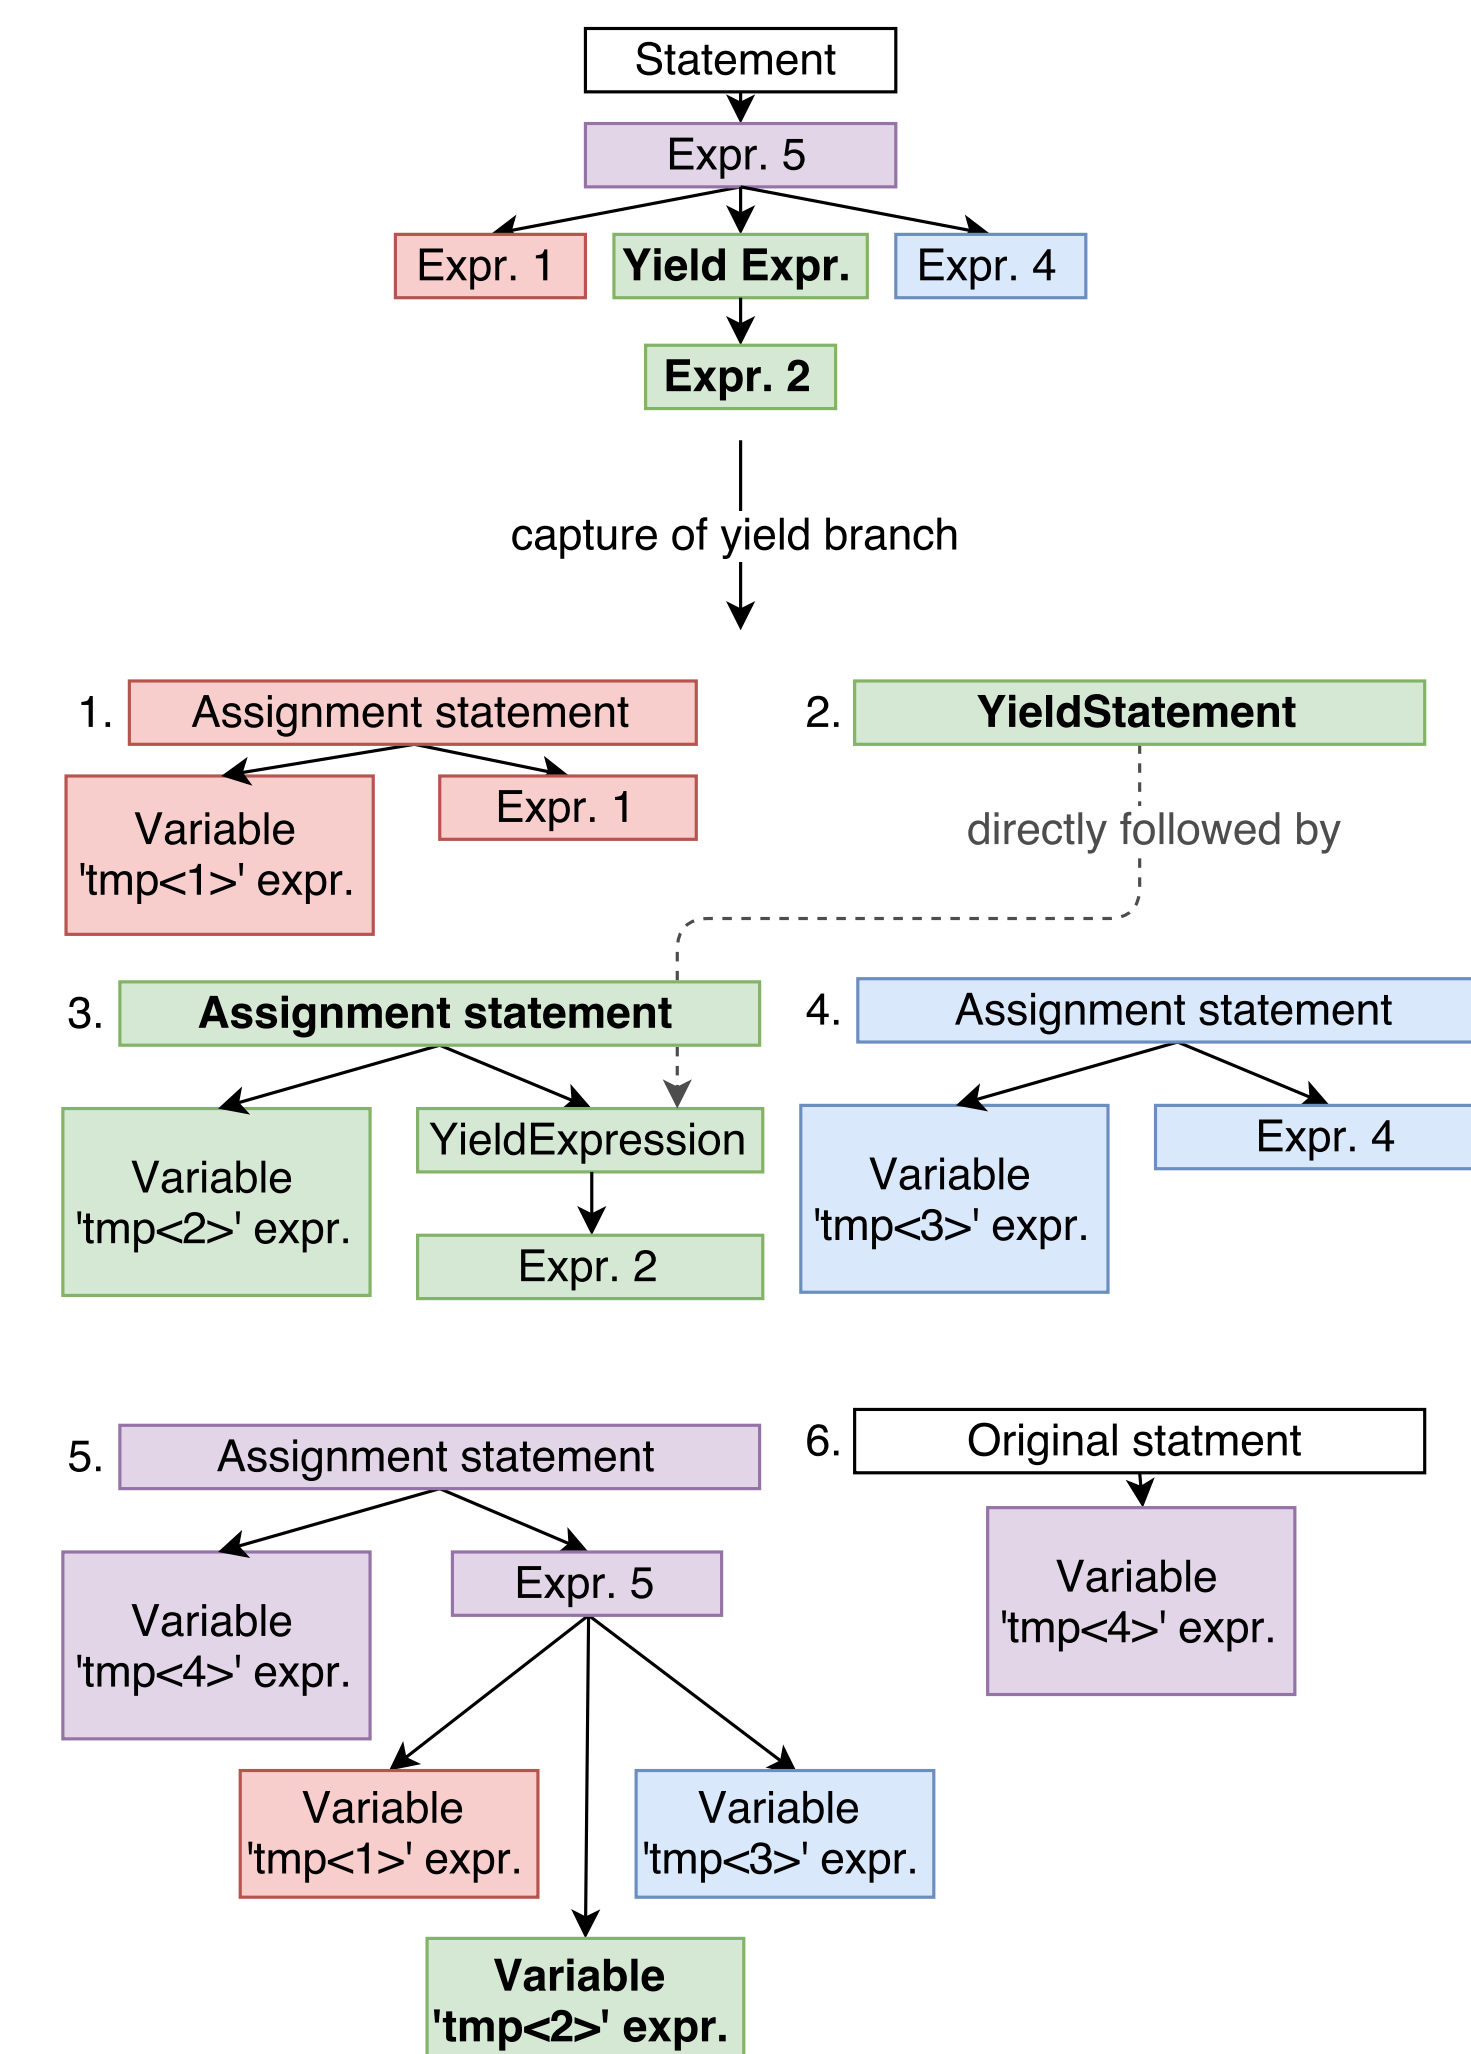 Statement
Expr. 5
Expr. 1
Yield Expr.
Expr. 4
Expr. 2
capture of yield branch
1.
Assignment statement
Variable
'tmp<1>' expr.
Expr. 1
2.
YieldStatement
directly followed by
3.
Assignment statement
Variable
'tmp<2>' expr.
YieldExpression
Expr. 2
4.
Assignment statement
Variable
'tmp<3>' expr.
Expr. 4
5.
Assignment statement
Variable
'tmp<4>' expr.
Expr. 5
Variable
'tmp<1>' expr.
Variable
'tmp<3>' expr.
Variable
'tmp<2>' expr.
6.
Original statment
Variable
'tmp<4>' expr.